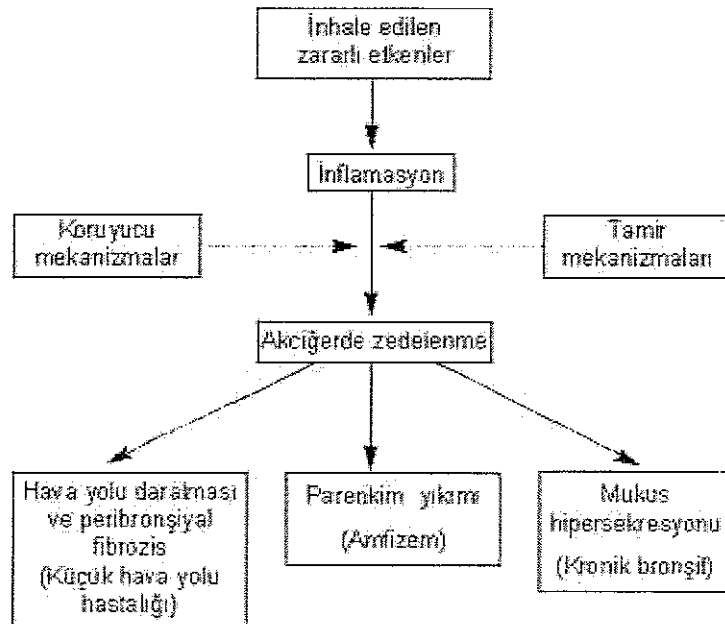 İnhale edilen
zararlı etkenler
İnflamasyon
Koruyucu
mekanizmalar
Tamir
mekanizmaları
Akciğerde zedelenme
Hava yolu daralması
ve peribronşiyal
fibrozis
(Küçük hava yolu
hastalığı)
Parenkim yıkımı
(Amfizem)
Mukus
hipersekresyonu
(Kronik bronşit)